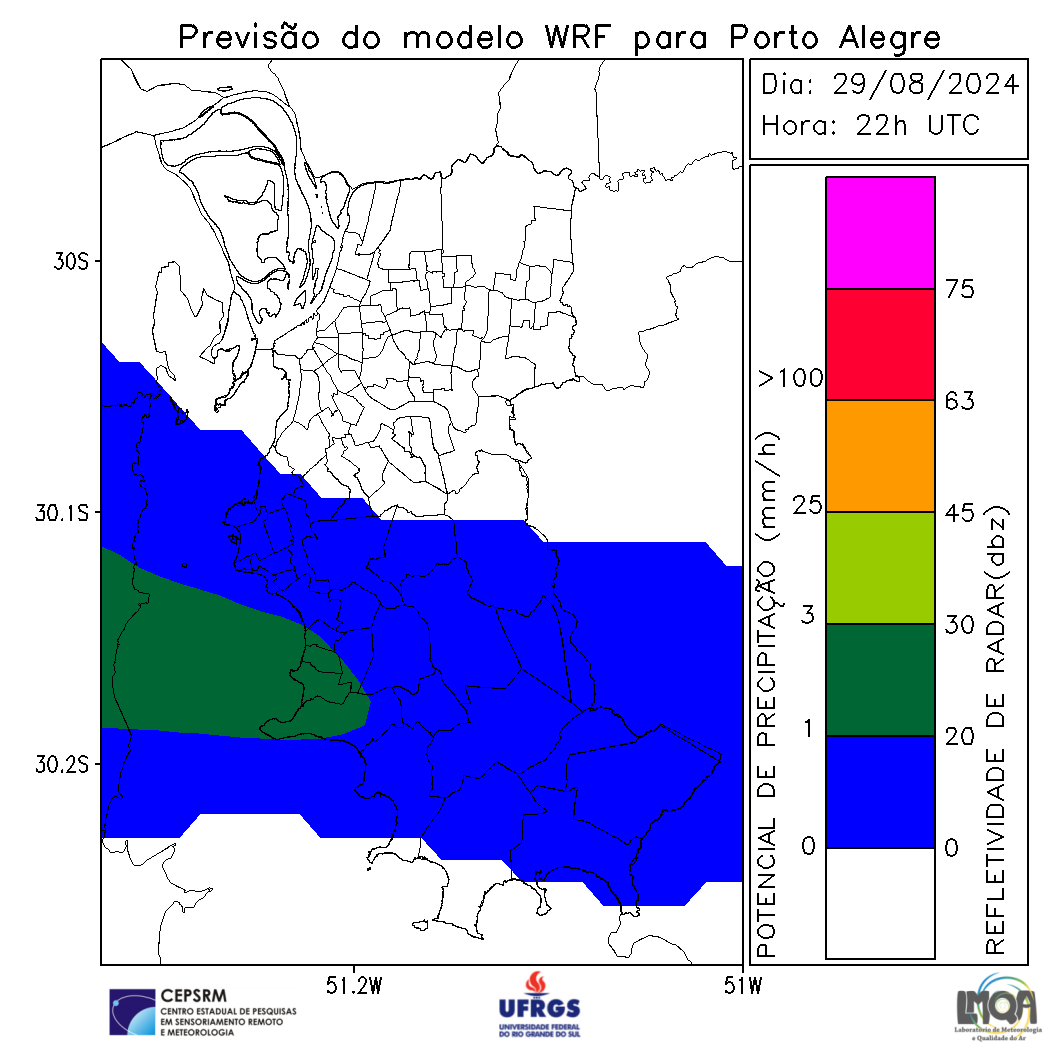 Previsão do modelo WRF para Porto Alegre
Dia: 29/08/2024
Hora: 22h UTC
30S
30.1S
30.2S
51.2W
51W
POTENCIAL DE PRECIPITAÇÃO (mm/h)
>100
25
3
1
0
75
63
45
30
20
0
REFLETIVIDADE DE RADAR(dbz)
CEPSRM
CENTRO ESTADUAL DE PESQUISAS
EM SENSORIAMENTO REMOTO
E METEOROLOGIA
UFRGS
UNIVERSIDADE FEDERAL
DO RIO GRANDE DO SUL
LMQA
Laboratório de Meteorologia
e Qualidade do Ar